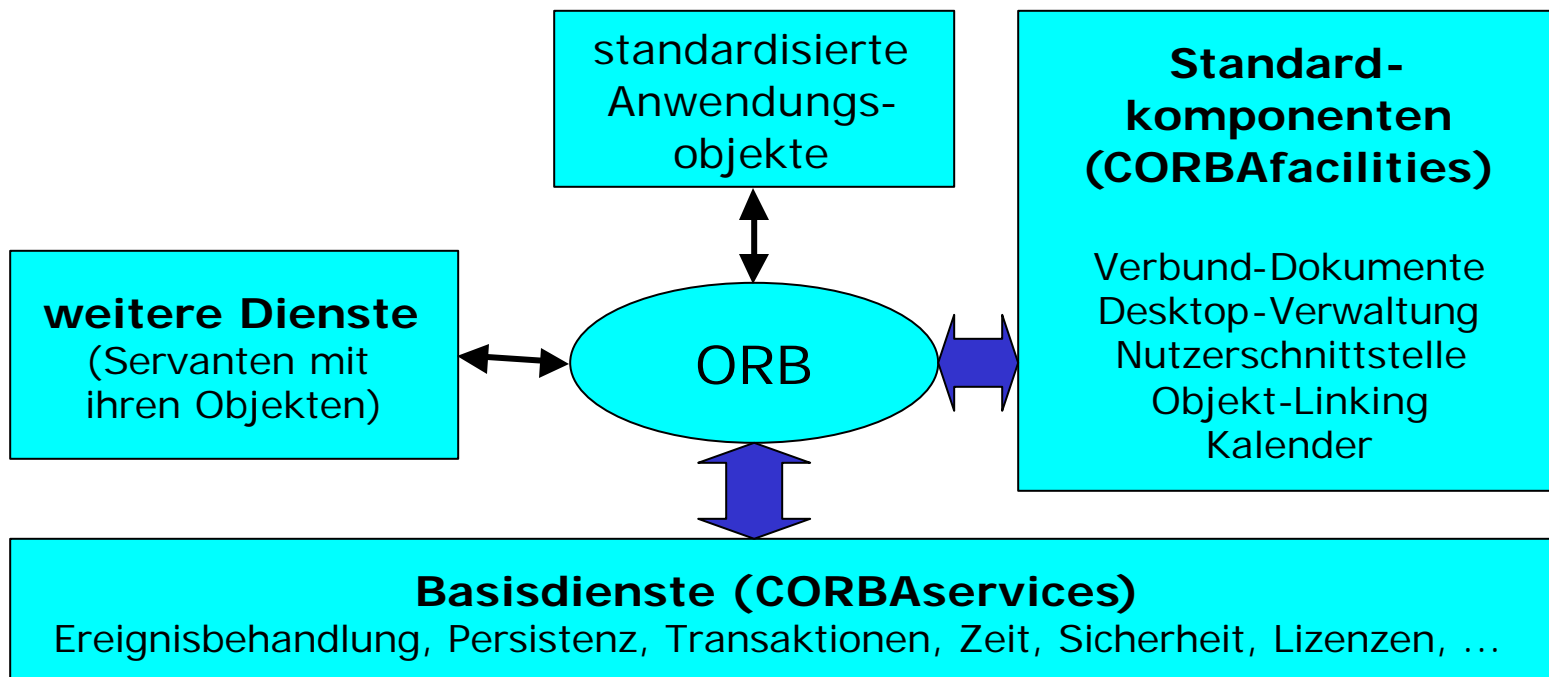 standardisierte
Anwendungs-
objekte
Standard-
komponenten
(CORBAfacilities)
Verbund-Dokumente
Desktop-Verwaltung
Nutzerschnittstelle
Objekt-Linking
Kalender
weitere Dienste
(Servanten mit
ihren Objekten)
ORB
Basisdienste (CORBAservices)
Ereignisbehandlung, Persistenz, Transaktionen, Zeit, Sicherheit, Lizenzen, ...